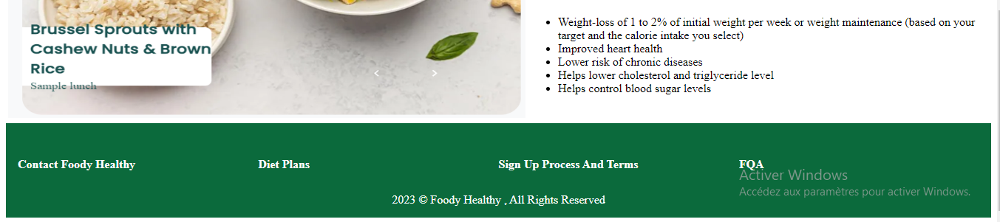 Brussel Sprouts with
Cashew Nuts & Brown
Rice
Sample lunch
Weight-loss of 1 to 2% of initial weight per week or weight maintenance (based on your
target and the calorie intake you select)
Improved heart health
Lower risk of chronic diseases
Helps lower cholesterol and triglyceride level
Helps control blood sugar levels
Contact Foody Healthy
Diet Plans
Sign Up Process And Terms
FQA
Activer Windows
Accédez aux paramètres pour activer Windows.
2023 © Foody Healthy , All Rights Reserved